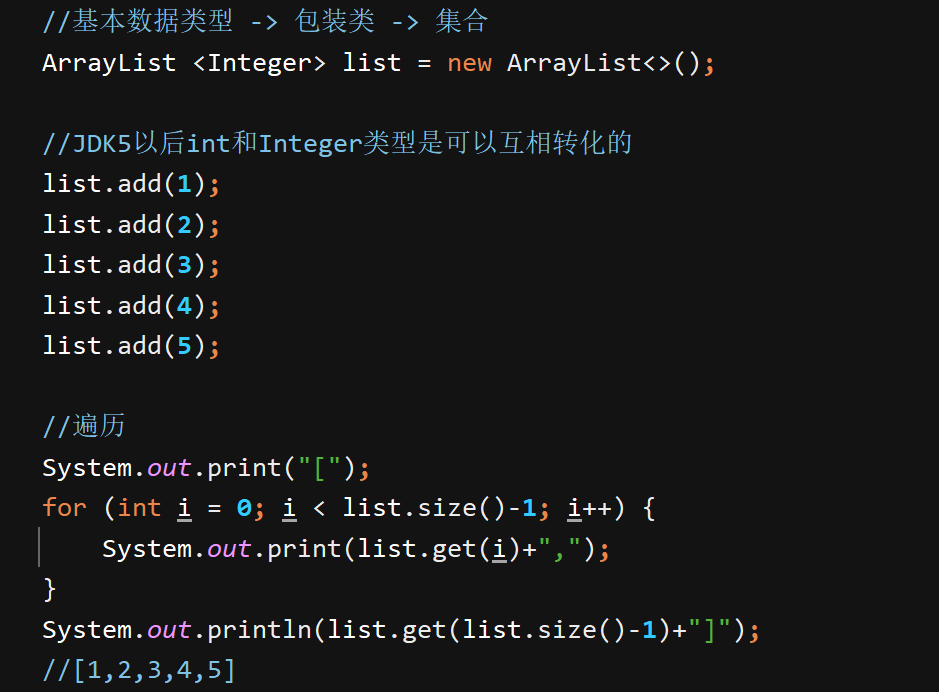 //基本数据类型 -> 包装类 -> 集合
ArrayList <Integer> list = new ArrayList<>();
//JDK5以后int和Integer类型是可以互相转化的
list.add(1);
list.add(2);
list.add(3);
list.add(4);
list.add(5);
//遍历
System.out.print("[");
for (int i = 0; i < list.size()-1; i++) {
    System.out.print(list.get(i)+",");
}
System.out.println(list.get(list.size()-1)+"]");
//[1,2,3,4,5]